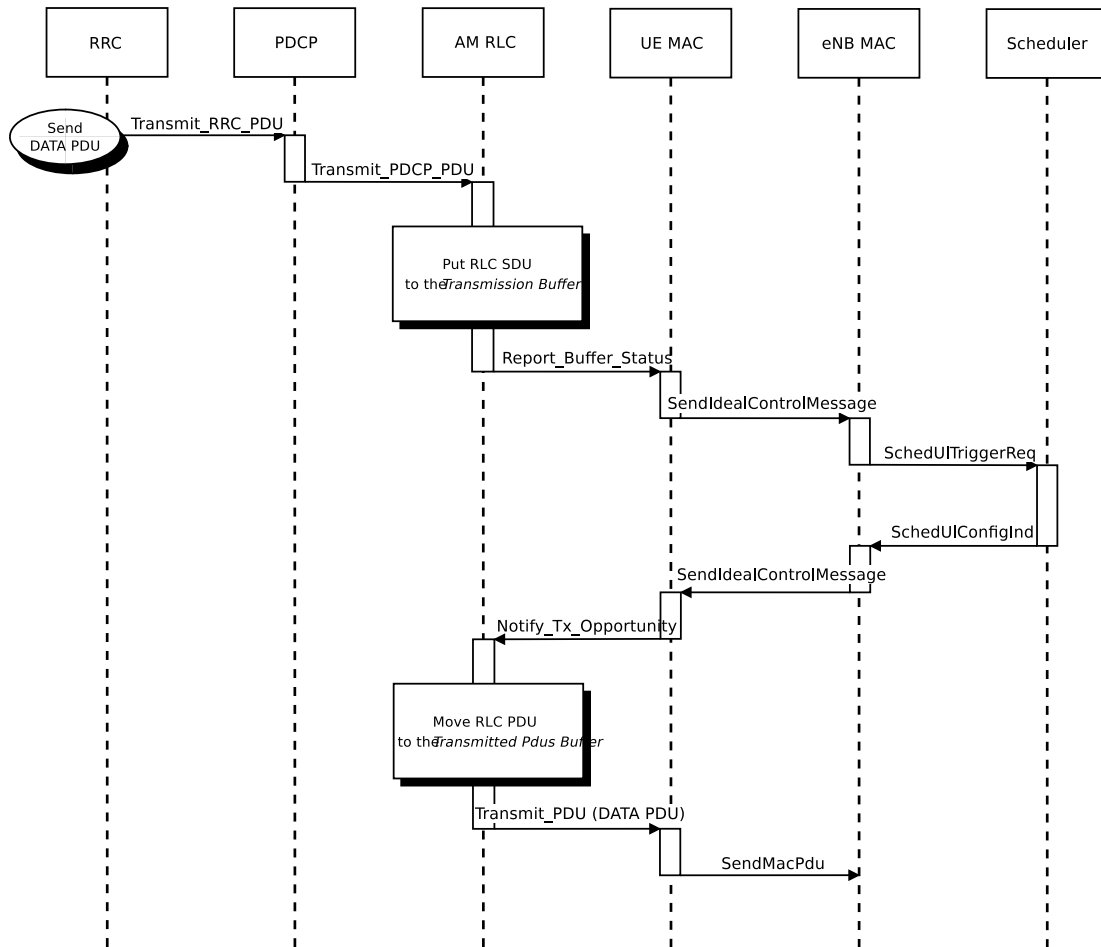 RRC
PDCP
AM RLC
UE MAC
eNB MAC
Scheduler
Send
DATA PDU
Transmit_RRC_PDU
Transmit_PDCP_PDU
Put RLC SDU
to the Transmission Buffer
Report_Buffer_Status
SendIdealControlMessage
SchedUlTriggerReq
SchedUlConfigInd
SendIdealControlMessage
Notify_Tx_Opportunity
Move RLC PDU
to the Transmitted Pdus Buffer
Transmit_PDU (DATA PDU)
SendMacPdu